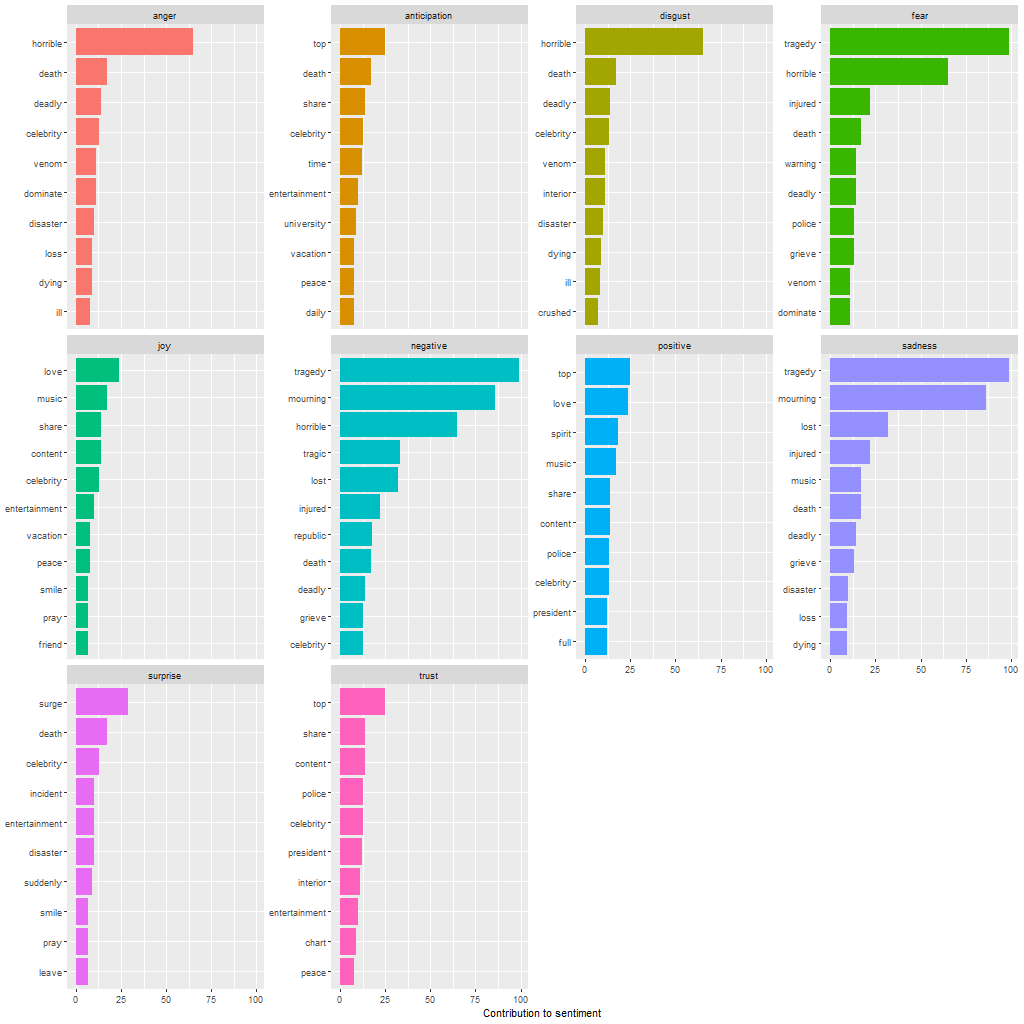 anger
horrible
death
deadly
celebrity
venom
dominate
disaster
loss
dying
ill
anticipation
top
death
share
celebrity
time
entertainment
university
vacation
peace
daily
disgust
horrible
death
deadly
celebrity
venom
interior
disaster
dying
ill
crushed
fear
tragedy
horrible
injured
death
warning
deadly
police
grieve
venom
dominate
joy
love
music
share
content
celebrity
entertainment
vacation
peace
smile
pray
friend
negative
tragedy
mourning
horrible
tragic
lost
injured
republic
death
deadly
grieve
celebrity
positive
top
love
spirit
music
share
content
police
celebrity
president
full
0 25 50 75 100
sadness
tragedy
mourning
lost
injured
music
death
deadly
grieve
disaster
loss
dying
0 25 50 75 100
surprise
surge
death
celebrity
incident
entertainment
disaster
suddenly
smile
pray
leave
0 25 50 75 100
trust
top
share
content
police
celebrity
president
interior
entertainment
chart
peace
0 25 50 75 100
Contribution to sentiment